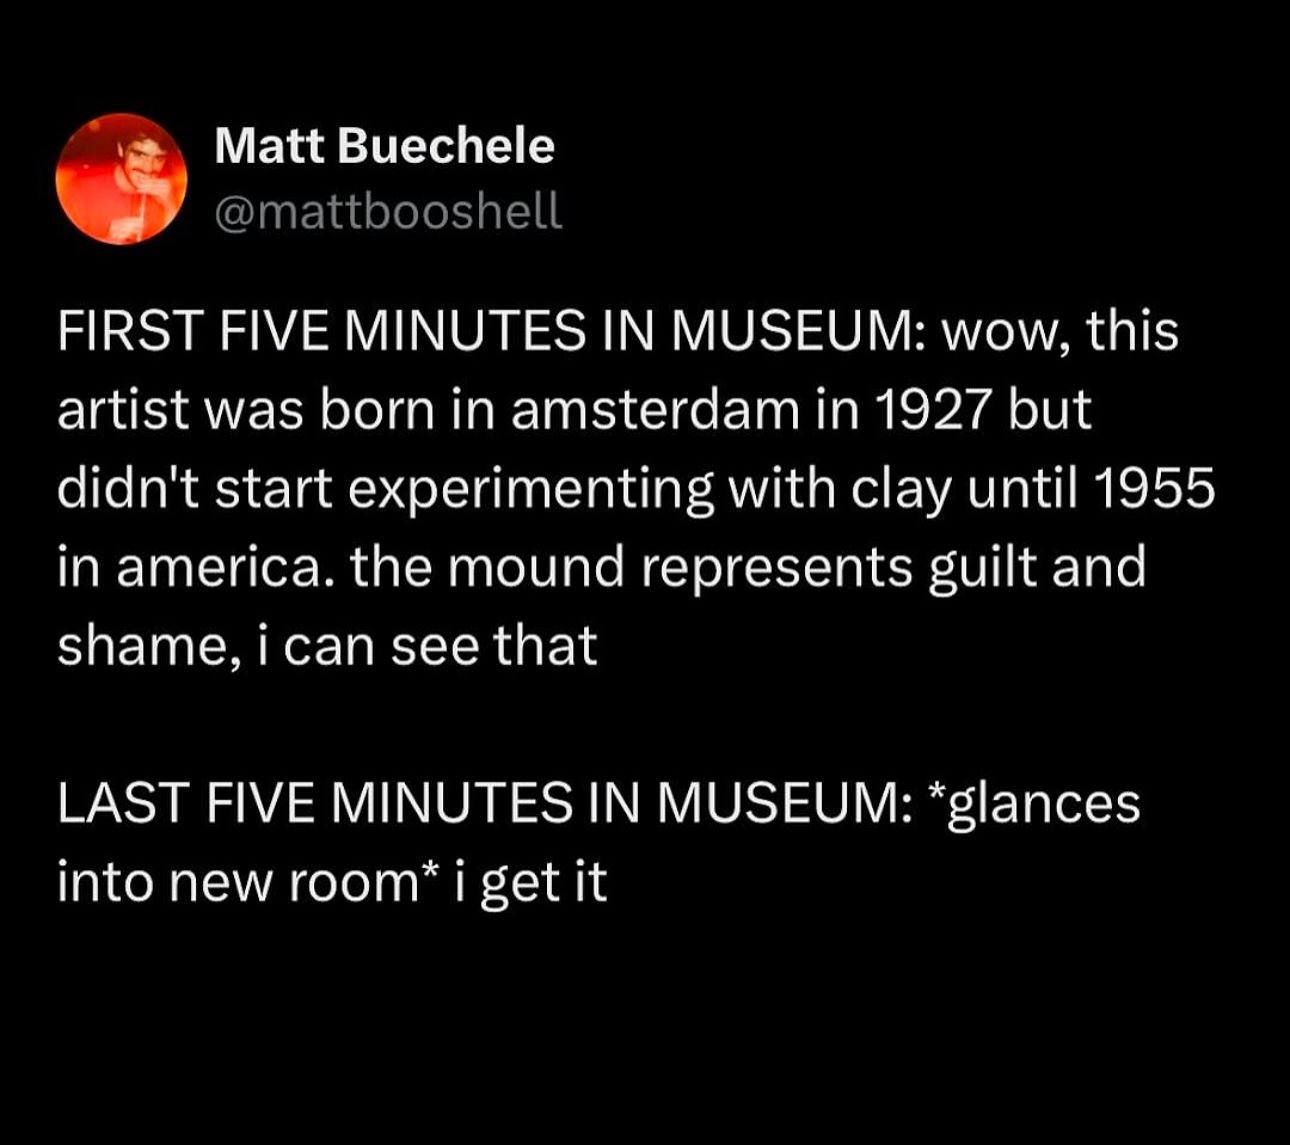 Matt Buechele
@mattbooshell
FIRST FIVE MINUTES IN MUSEUM: wow, this
artist was born in amsterdam in 1927 but
didn't start experimenting with clay until 1955
in america. the mound represents guilt and
shame, i can see that
LAST FIVE MINUTES IN MUSEUM: *glances
into new room* i get it